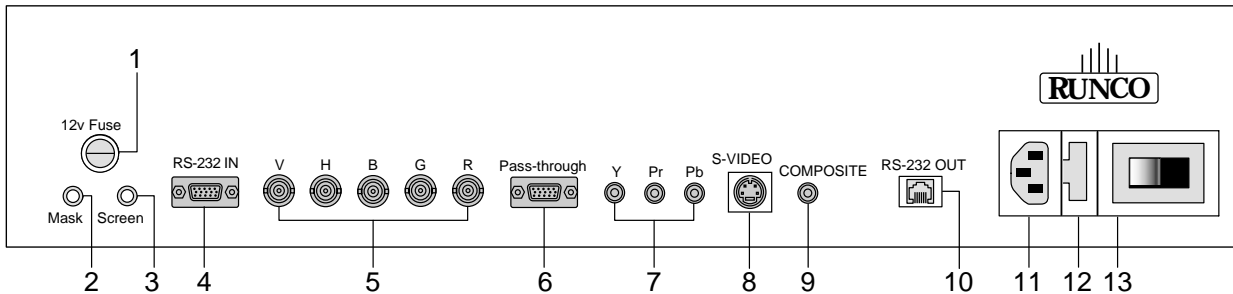 1
RUNCO
12v Fuse
RS-232 IN
V H B G R
Pass-through
Y Pr Pb
S-VIDEO
COMPOSITE
RS-232 OUT
Mask Screen
2 3 4 5 6 7 8 9 10 11 12 13